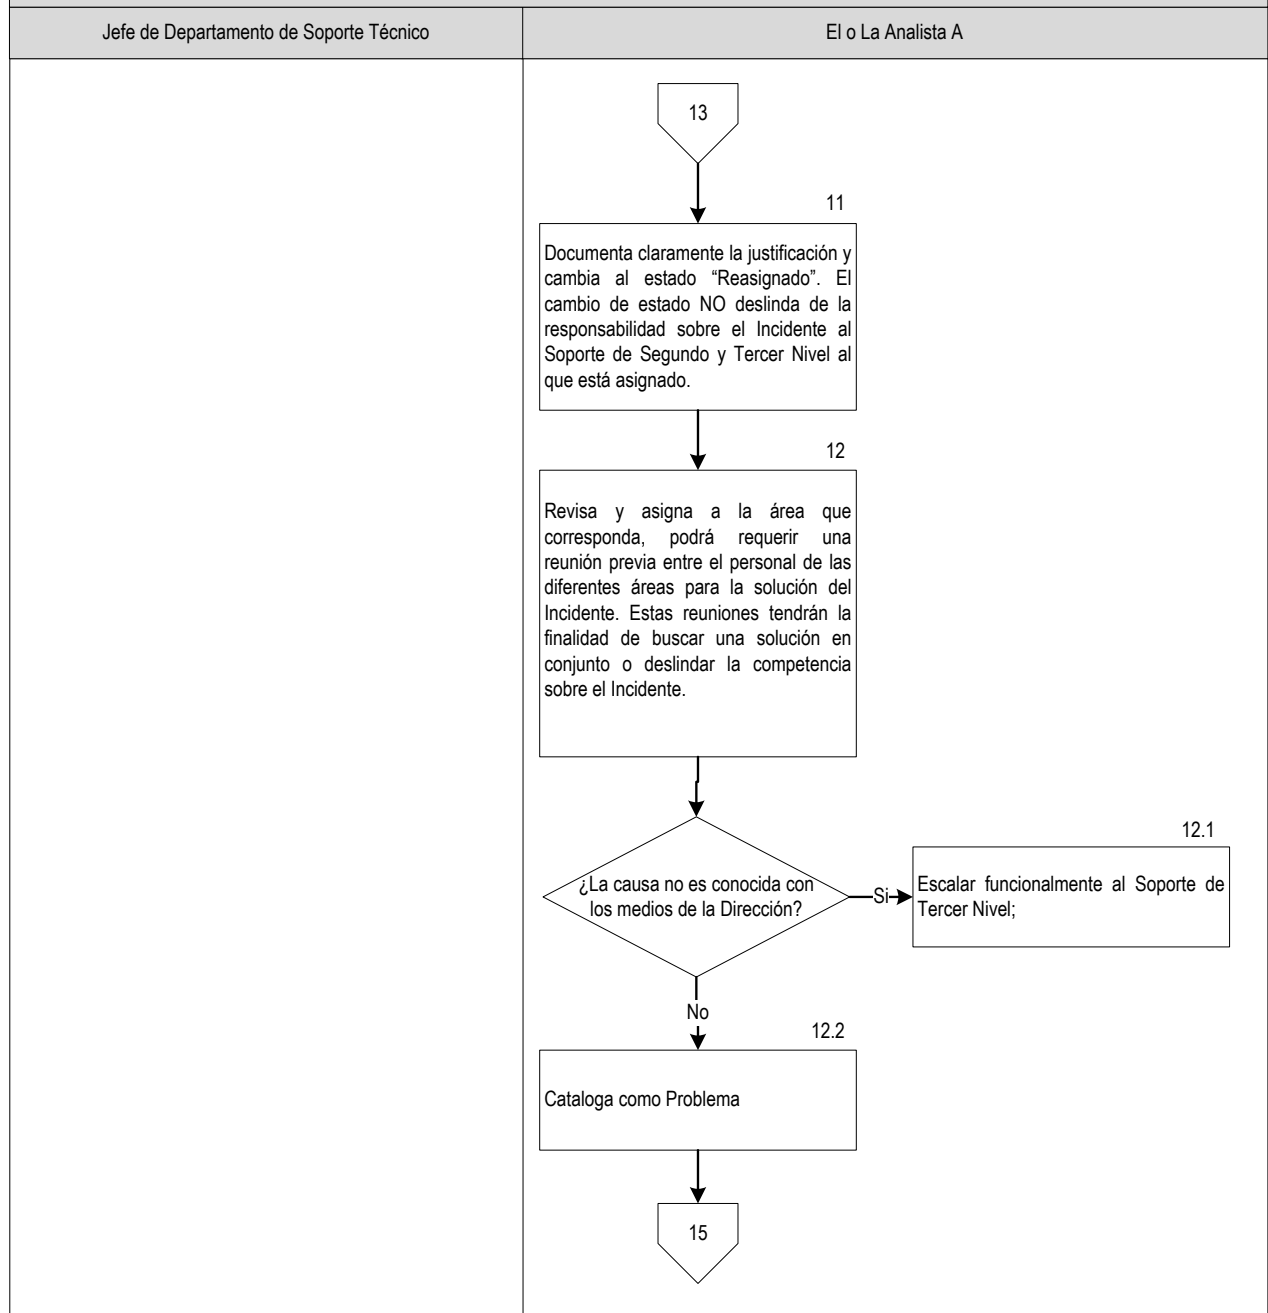 Jefe de Departamento de Soporte Técnico
El o La Analista A
13
11
Documenta claramente la justificación y
cambia al estado “Reasignado”. El
cambio de estado NO deslinda de la
responsabilidad sobre el Incidente al
Soporte de Segundo y Tercer Nivel al
que está asignado.
12
Revisa y asigna a la área que
corresponda, podrá requerir una
reunión previa entre el personal de las
diferentes áreas para la solución del
Incidente. Estas reuniones tendrán la
finalidad de buscar una solución en
conjunto o deslindar la competencia
sobre el Incidente.
¿La causa no es conocida con
los medios de la Dirección?
Si
12.1
Escalar funcionalmente al Soporte de
Tercer Nivel;
No
12.2
Cataloga como Problema
15